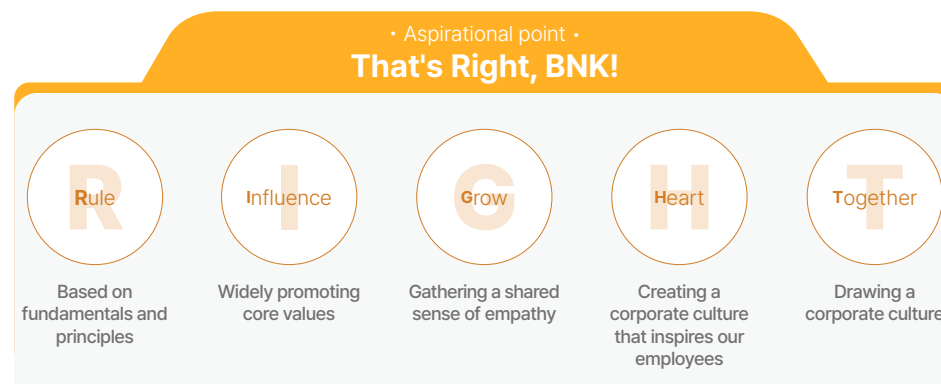 • Aspirational point •
That's Right, BNK!
R
Rule
I
Influence
G
Grow
H
Heart
T
Together
Based on
fundamentals and
principles
Widely promoting
core values
Gathering a shared
sense of empathy
Creating a
corporate culture
that inspires our
employees
Drawing a
corporate culture